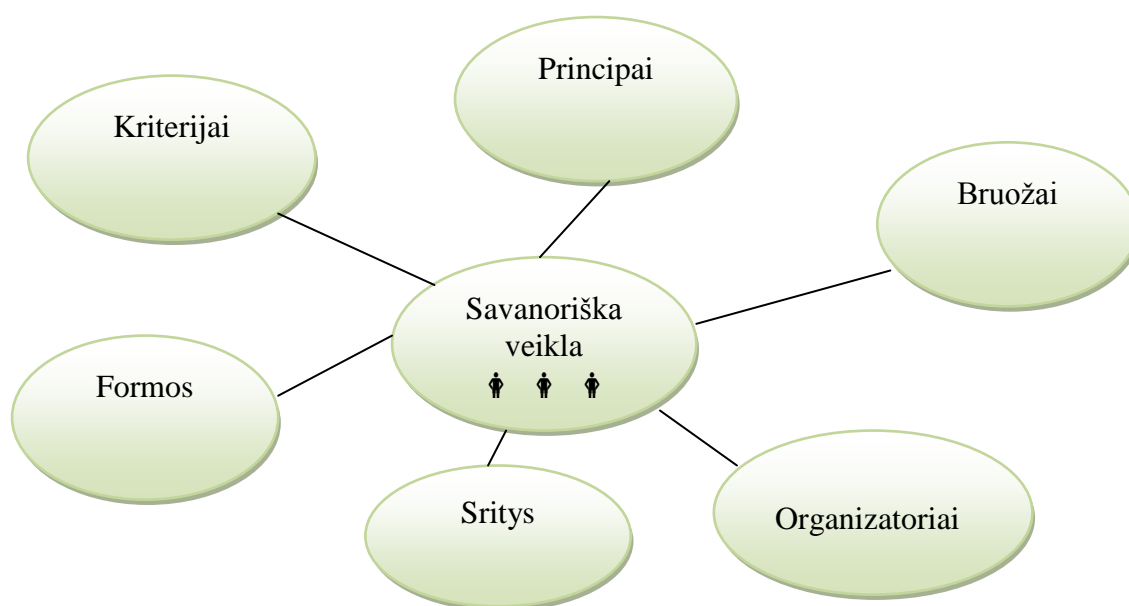 Principai
Kriterijai
Bruožai
Savanoriška
veikla
Formos
Sritys
Organizatoriai